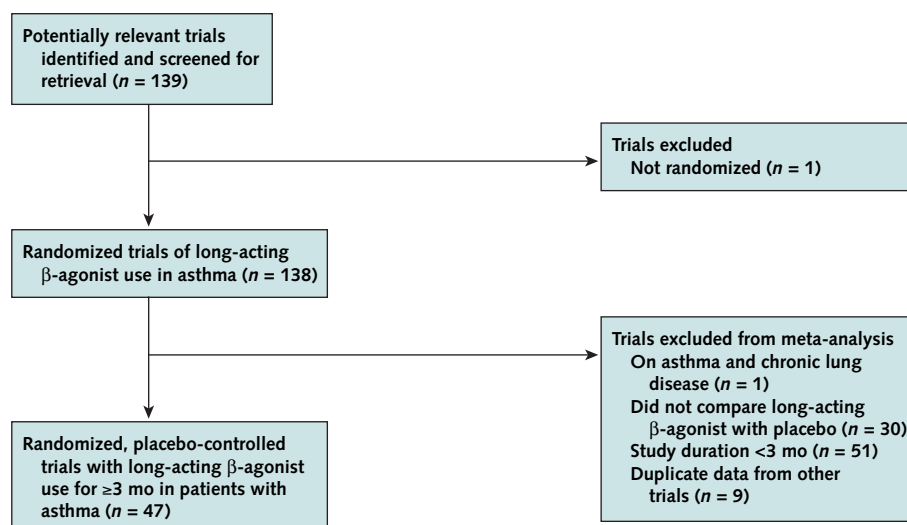 Potentially relevant trials
identified and screened for
retrieval (n = 139)
Trials excluded
Not randomized (n = 1)
Randomized trials of long-acting
β-agonist use in asthma (n = 138)
Trials excluded from meta-analysis
On asthma and chronic lung
disease (n = 1)
Did not compare long-acting
β-agonist with placebo (n = 30)
Study duration <3 mo (n = 51)
Duplicate data from other
trials (n = 9)
Randomized, placebo-controlled
trials with long-acting β-agonist
use for ≥3 mo in patients with
asthma (n = 47)